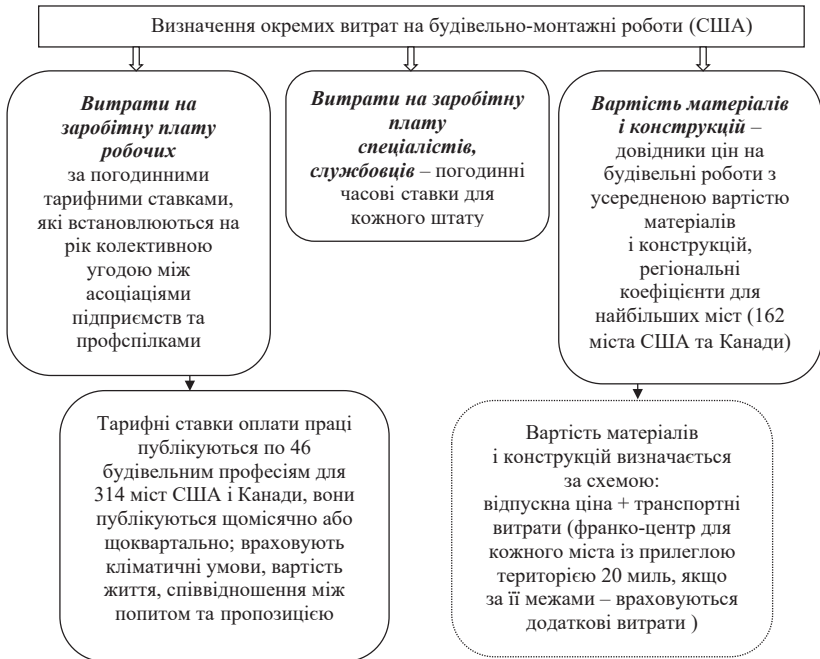 Визначення окремих витрат на будівельно-монтажні роботи (США)
Витрати на
заробітну плату
робочих
за погодинними
тарифними ставками,
які встановлюються на
рік колективною
угодою між
асоціаціями
підприємств та
профспілками
Витрати на заробітну
плату
спеціалістів,
службовців – погодинні
часові ставки для
кожного штату
Вартість матеріалів
і конструкцій –
довідники цін на
будівельні роботи з
усередненою вартістю
матеріалів
і конструкцій,
регіональні
коефіцієнти для
найбільших міст (162
міста США та Канади)
Тарифні ставки оплати праці
публікуються по 46
будівельним професіям для
314 міст США і Канади, вони
публікуються щомісячно або
щоквартально; враховують
кліматичні умови, вартість
життя, співвідношення між
попитом та пропозицією
Вартість матеріалів
і конструкцій визначається
за схемою:
відпускна ціна + транспортні
витрати (франко-центр для
кожного міста із прилеглою
територією 20 миль, якщо
за її межами – враховуються
додаткові витрати )